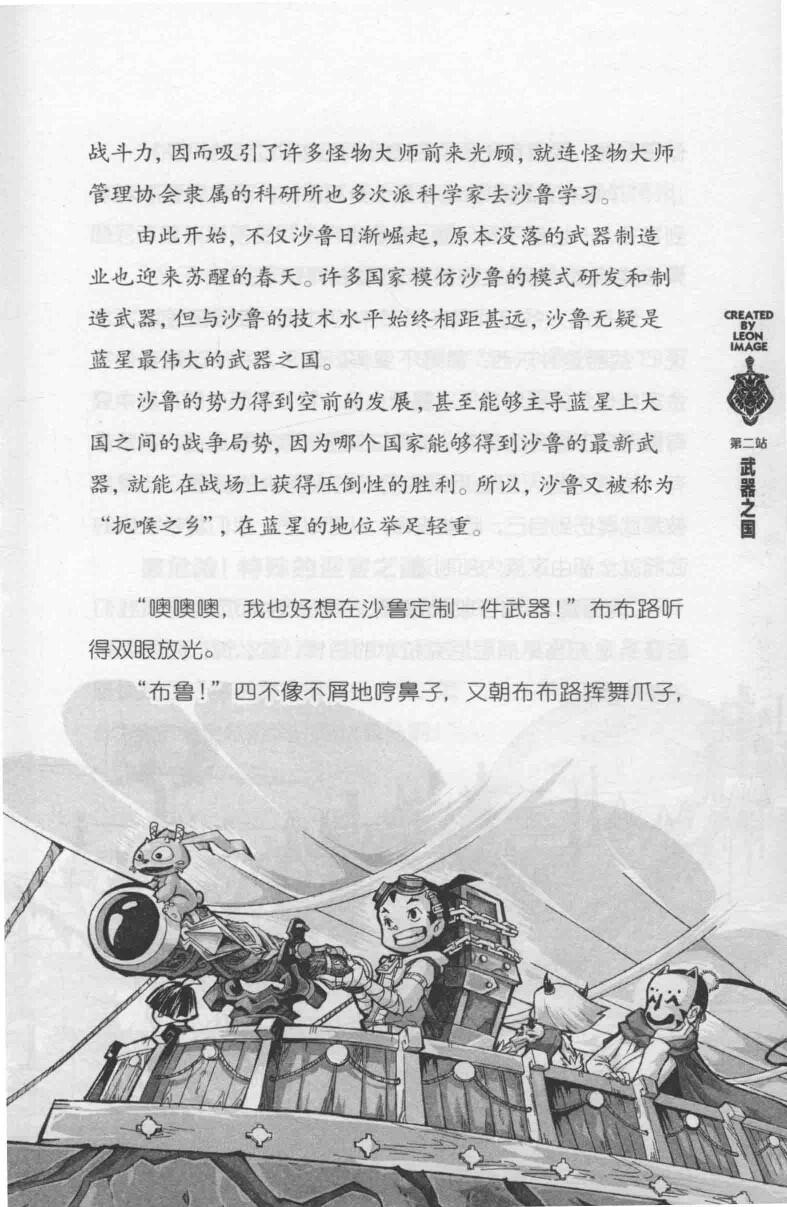 战斗力，因而吸引了许多怪物大师前来光顾，就连怪物大师
管理协会隶属的科研所也多次派科学家去沙鲁学习。
由此开始，不仅沙鲁日渐崛起，原本没落的武器制造
业也迎来苏醒的春天。许多国家模仿沙鲁的模式研发和制
造武器，但与沙鲁的技术水平始终相距甚远，沙鲁无疑是
蓝星最伟大的武器之国。
沙鲁的势力得到空前的发展，甚至能够主导蓝星上大
国之间的战争局势，因为哪个国家能够得到沙鲁的最新武
器，就能在战场上获得压倒性的胜利。所以，沙鲁又被称为
“扼喉之乡”，在蓝星的地位举足轻重。
“噢噢噢，我也好想在沙鲁定制一件武器！”布布路听
得双眼放光。
“布鲁！”四不像不屑地哼鼻子，又朝布布路挥舞爪子，
CREATED
BY
LEON
IMAGE
第二站
武器之国